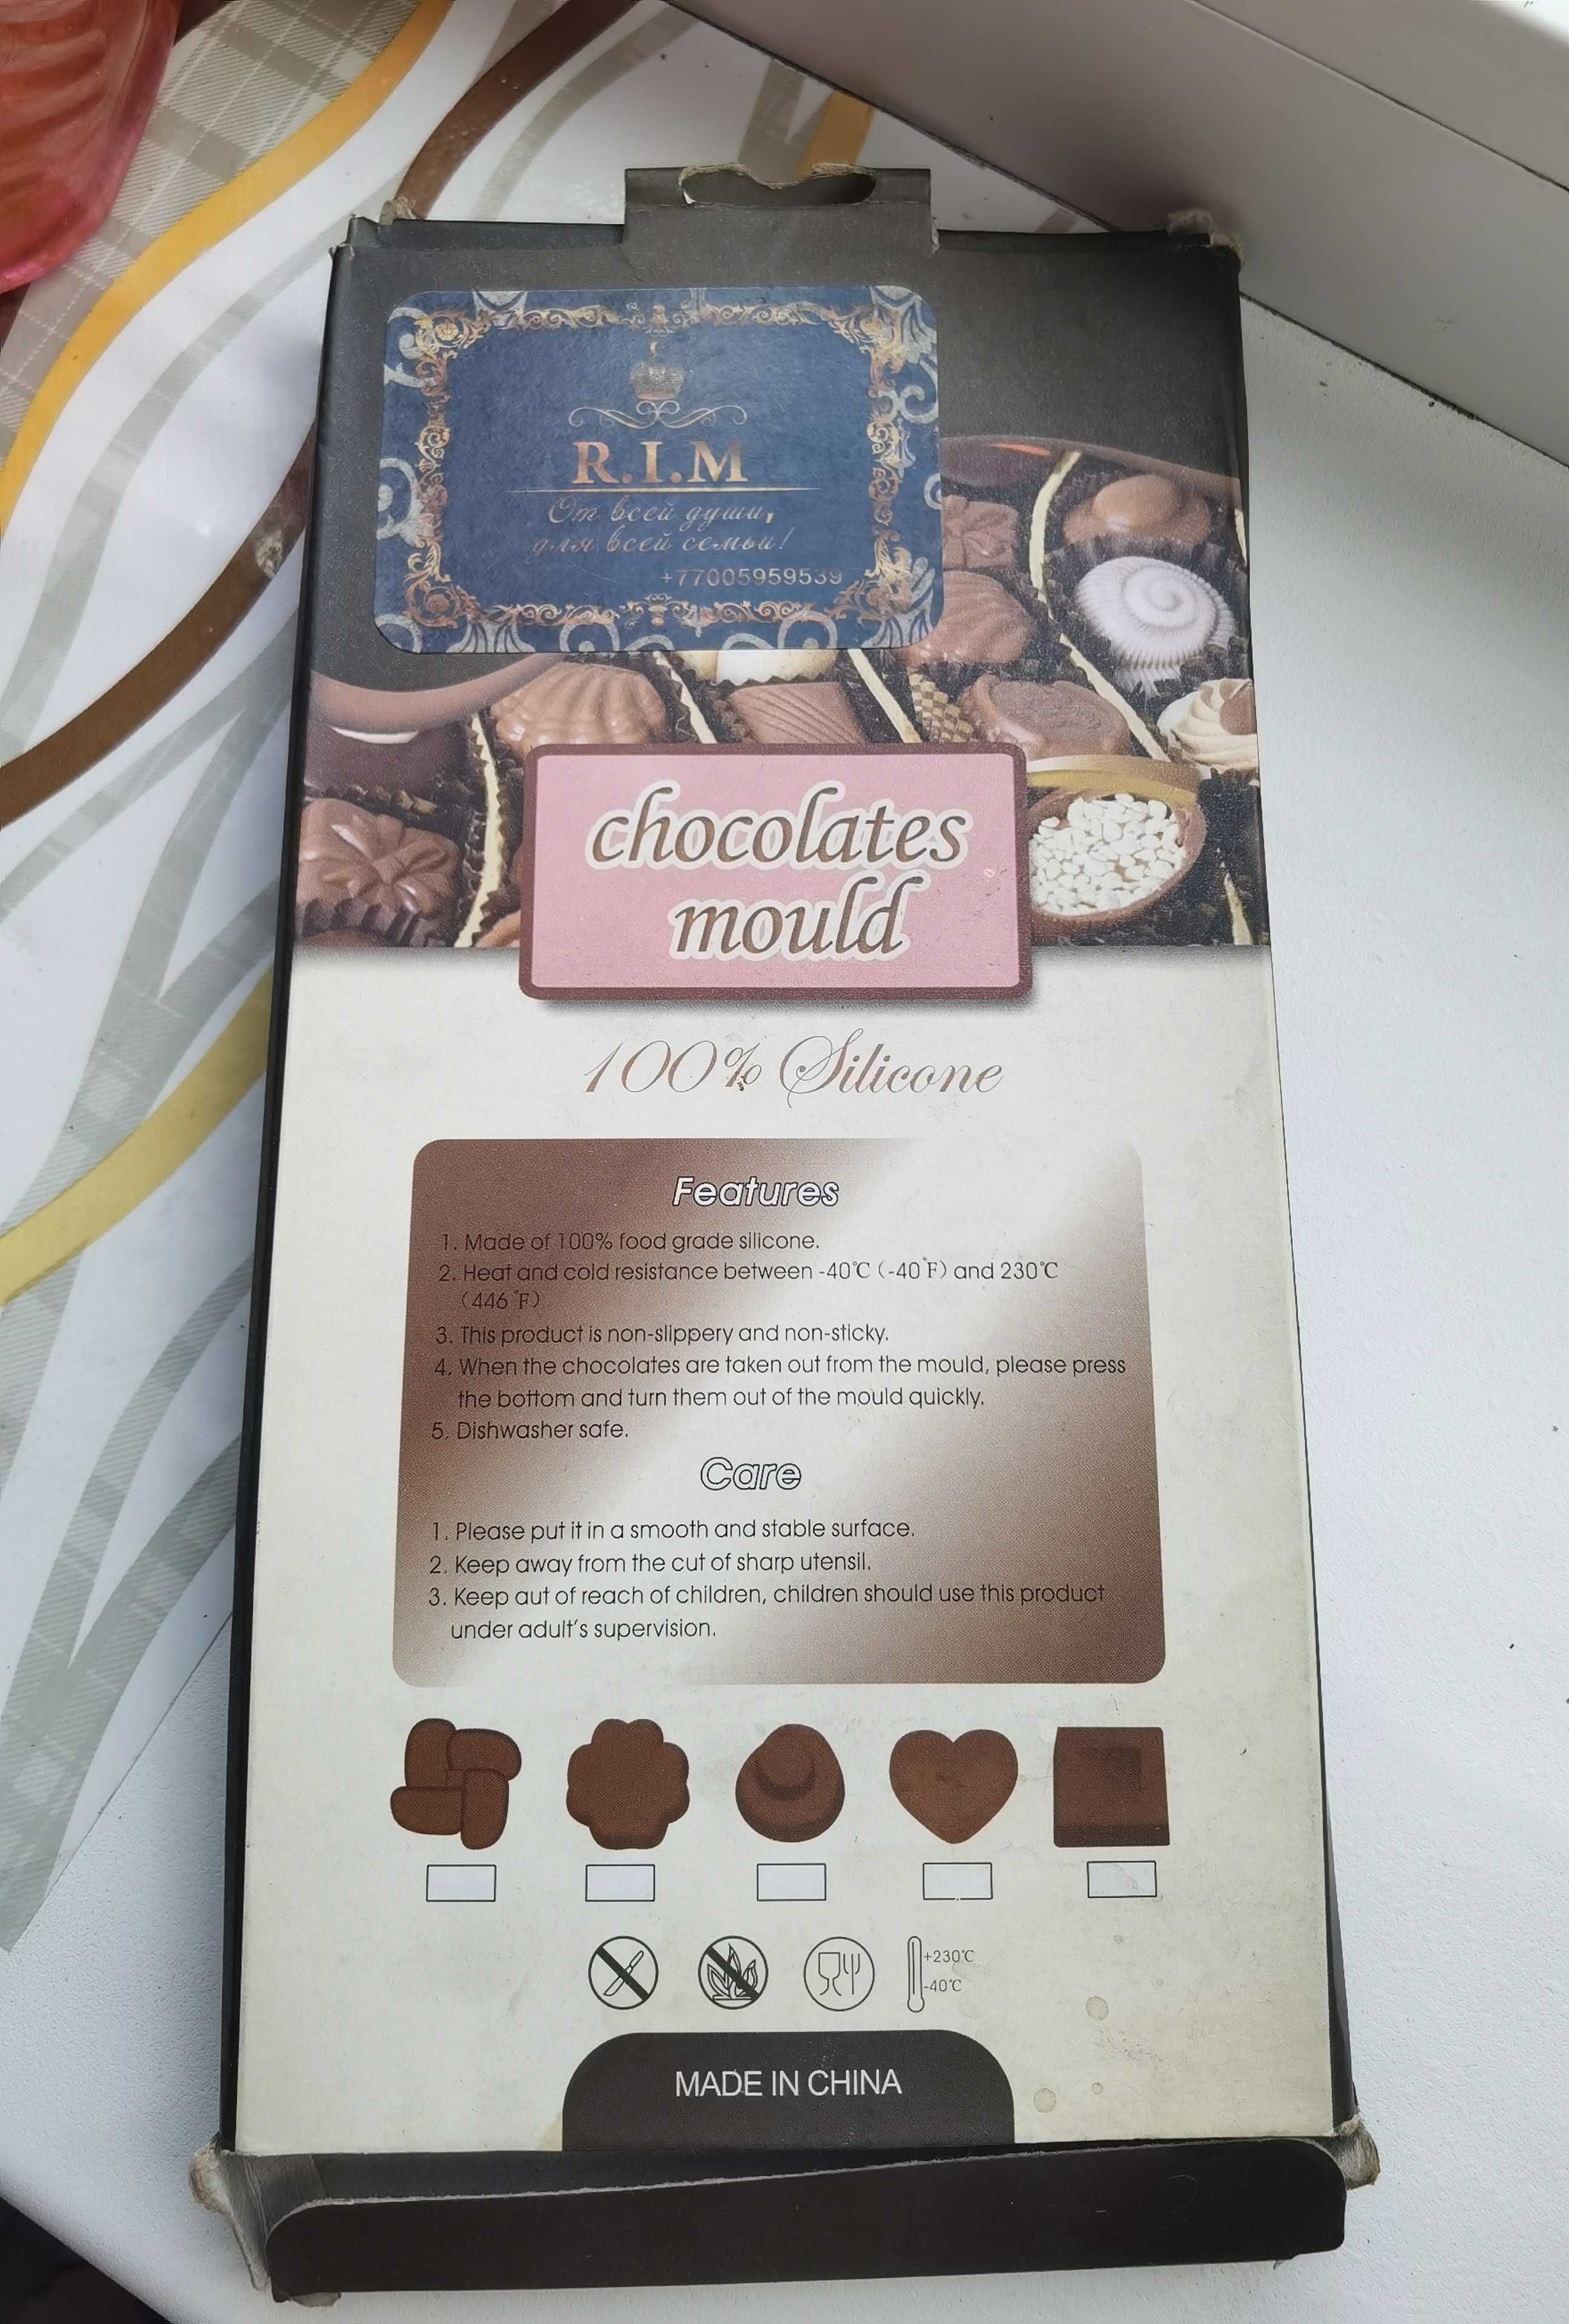 R.I.M
От всей души,
для всей семьи!
+77005959539
chocolates
mould
100% Silicone
Features
1. Made of 100% food grade silicone.
2. Heat and cold resistance between -40℃ (-40℉) and 230℃
(446℉)
3. This product is non-slippery and non-sticky.
4. When the chocolates are taken out from the mould, please press
the bottom and turn them out of the mould quickly.
5. Dishwasher safe.
Care
1. Please put it in a smooth and stable surface.
2. Keep away from the cut of sharp utensil.
3. Keep aut of reach of children, children should use this product
under adult's supervision.
+230℃
-40℃
MADE IN CHINA